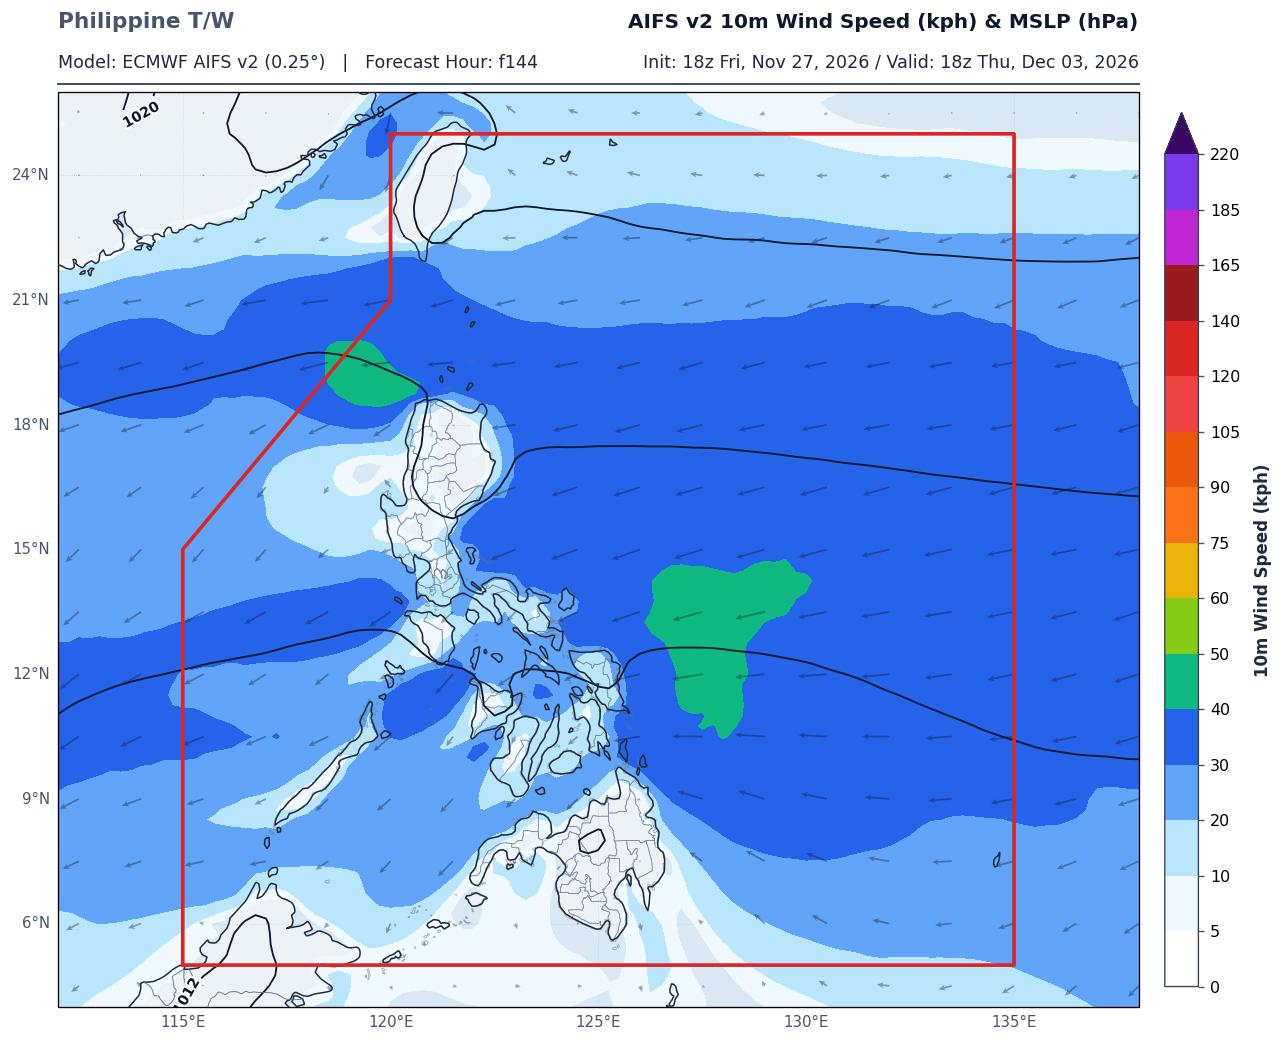 Philippine T/W
AIFS v2 10m Wind Speed (kph) & MSLP (hPa)
Model: ECMWF AIFS v2 (0.25°) | Forecast Hour: f144
Init: 18z Fri, Nov 27, 2026 / Valid: 18z Thu, Dec 03, 2026
1020
1012
24°N
21°N
18°N
15°N
12°N
9°N
6°N
115°E
120°E
125°E
130°E
135°E
220
185
165
140
120
105
90
75
60
50
40
30
20
10
5
0
10m Wind Speed (kph)